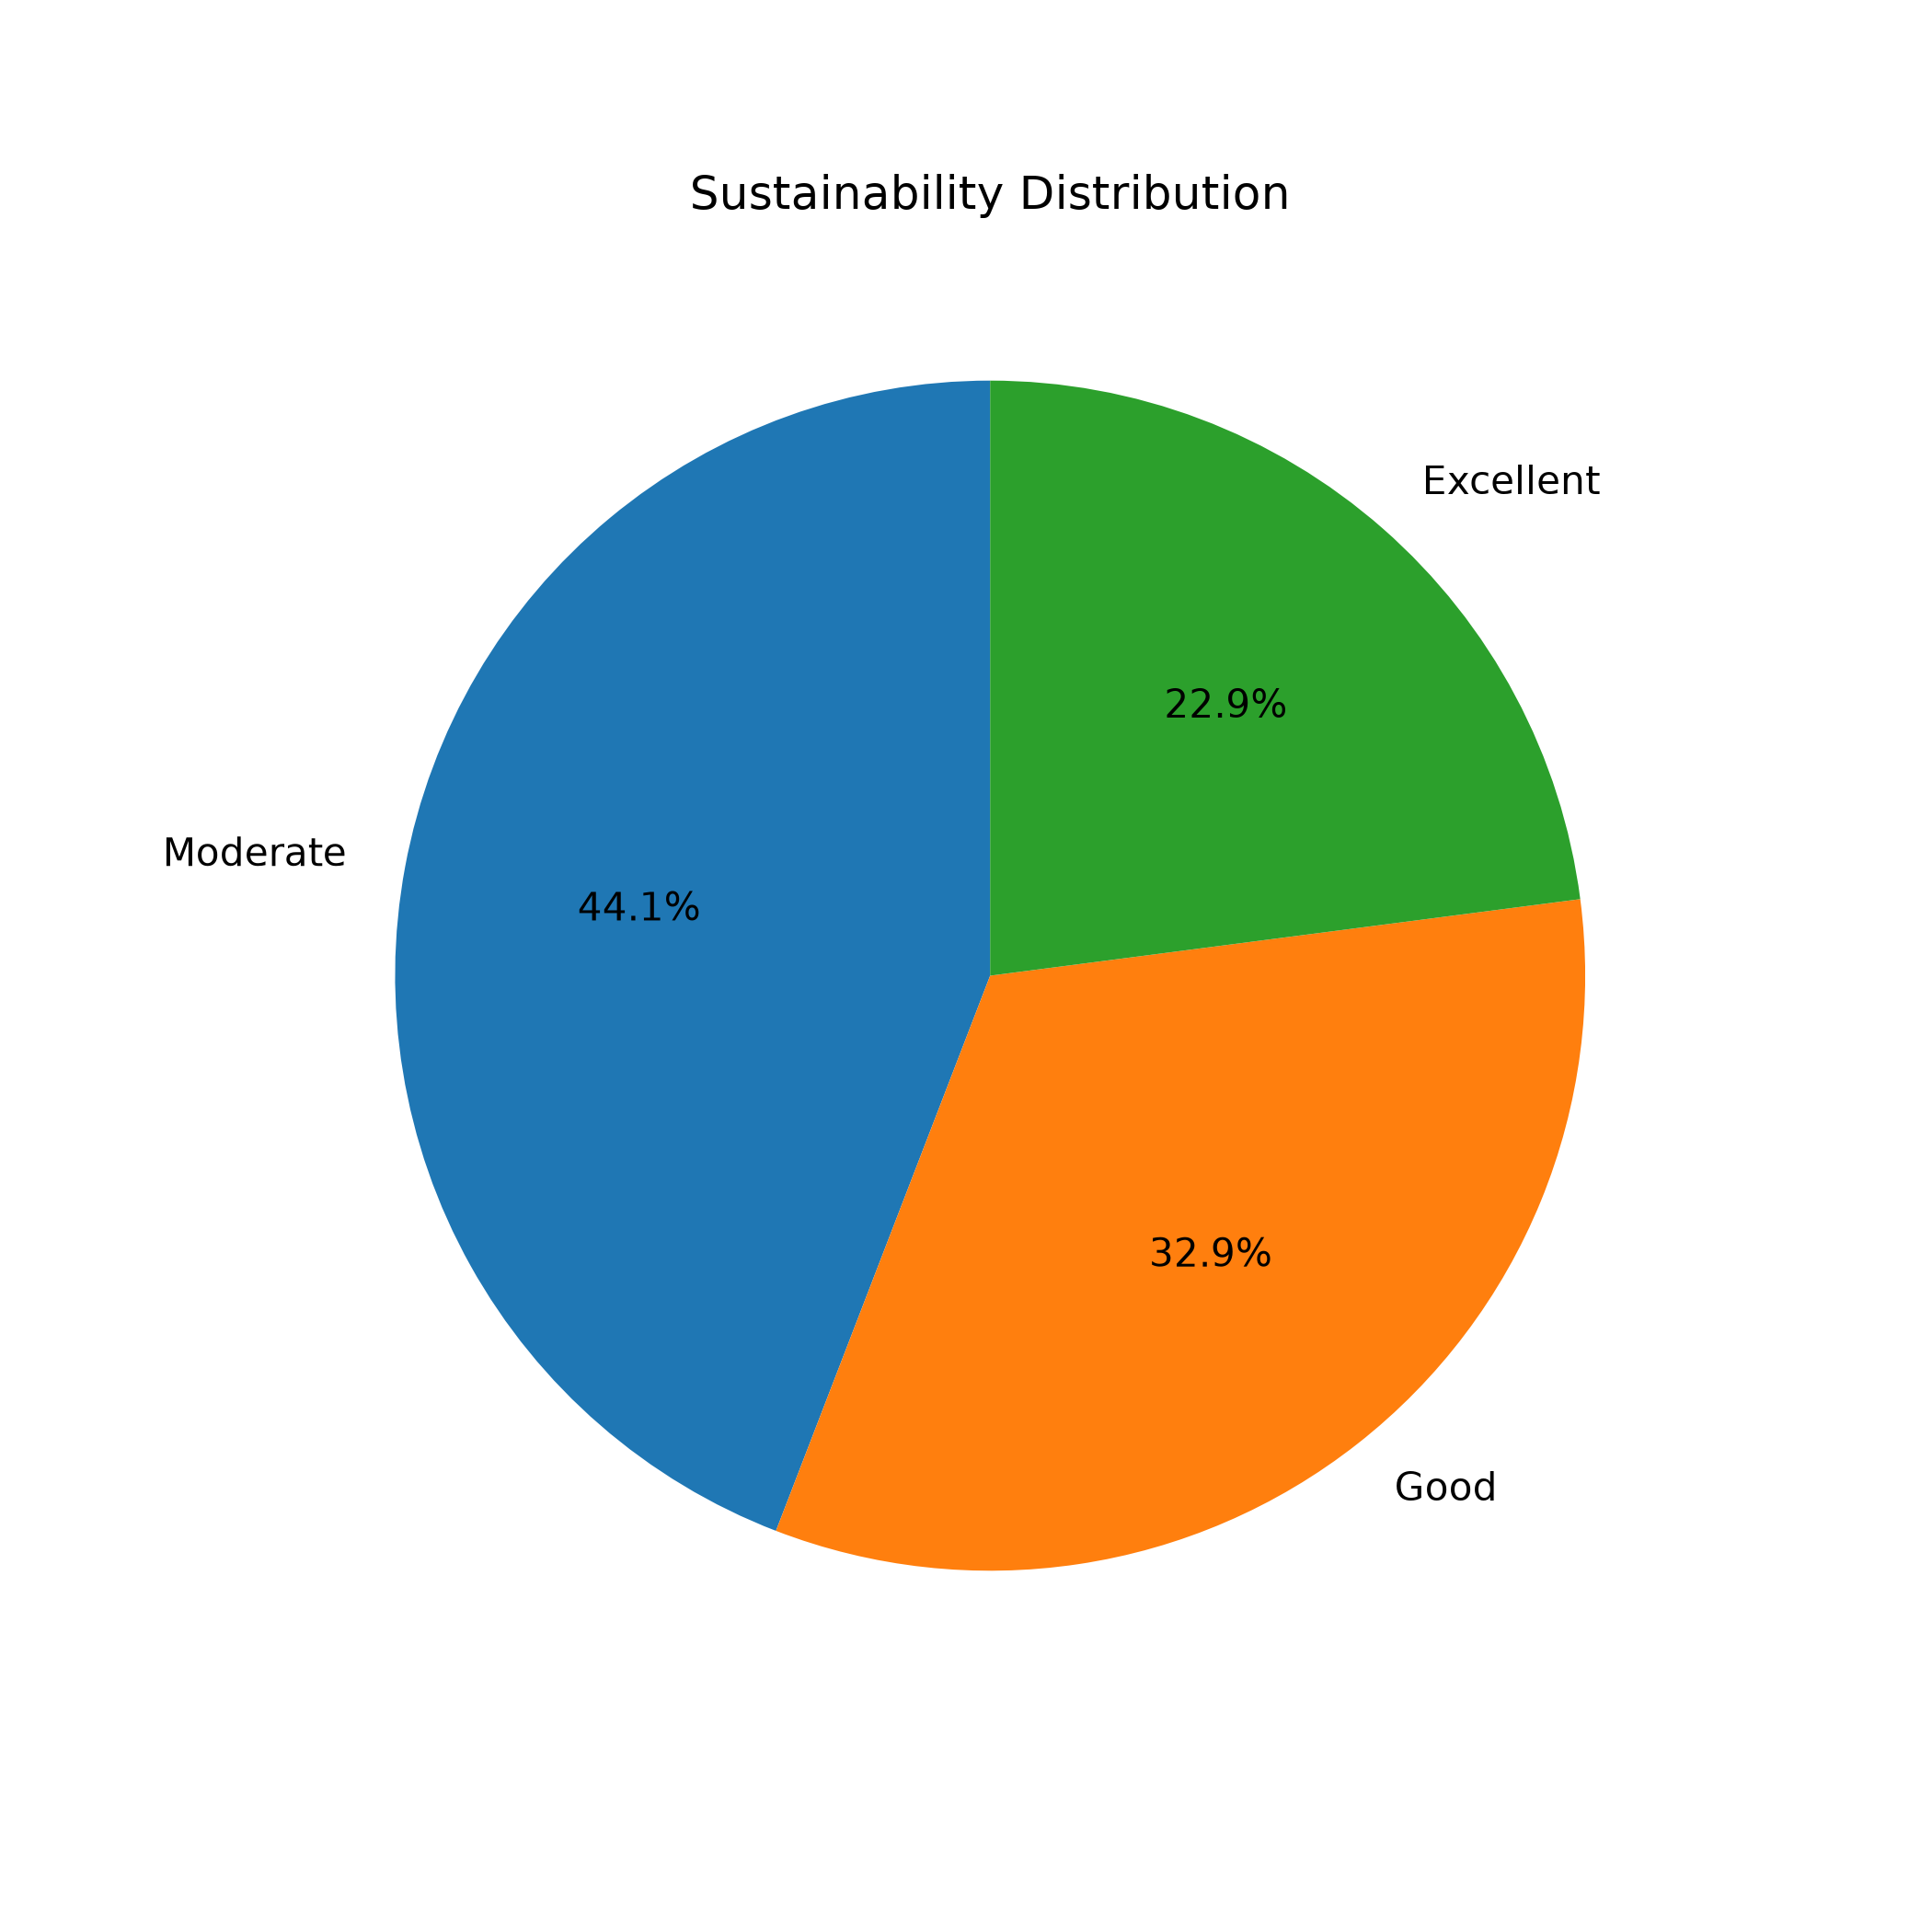 Sustainability Distribution
Excellent
22.9%
Moderate
44.1%
32.9%
Good